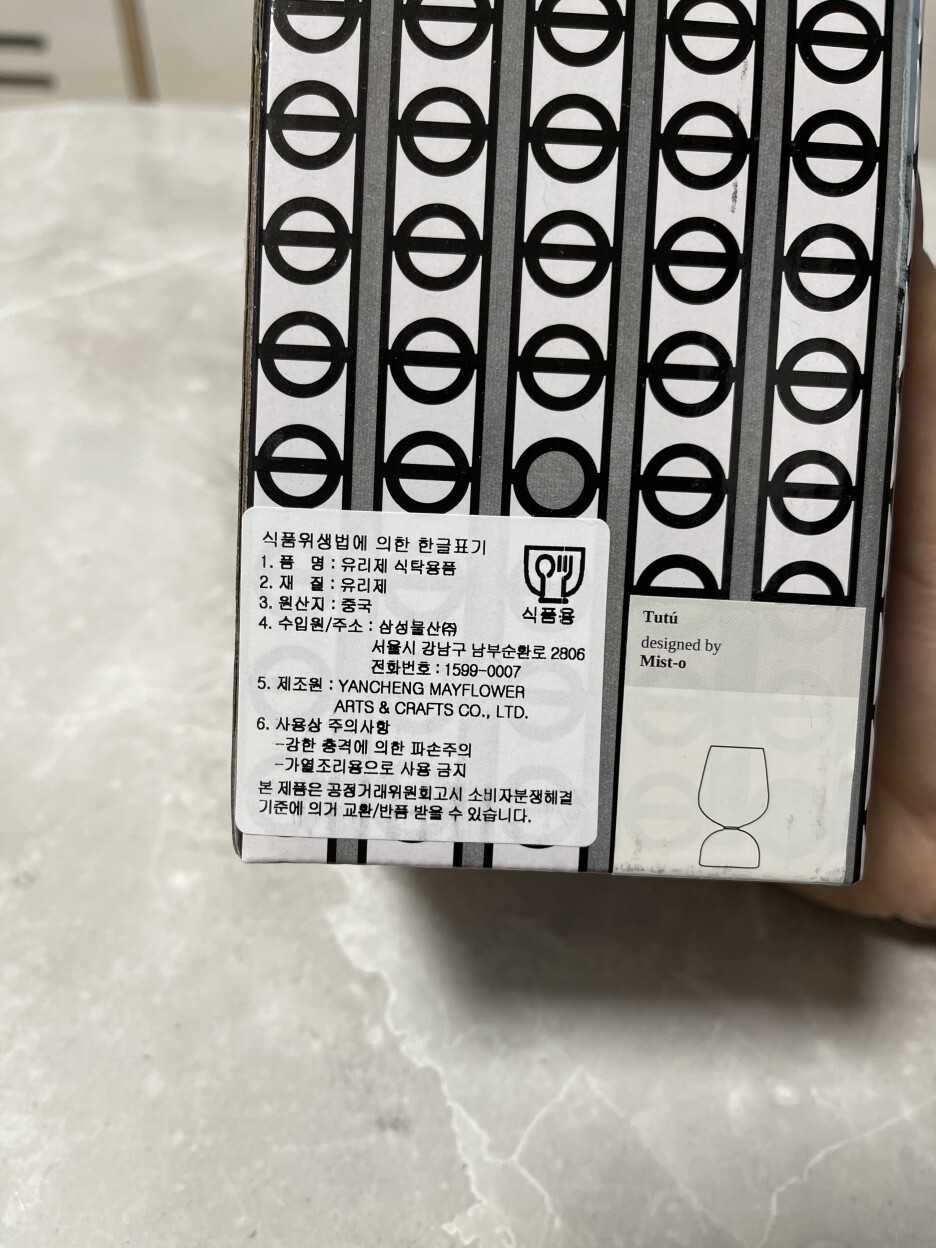 식품위생법에 의한 한글표기
1. 품 명 : 유리제 식탁용품
2. 재 질 : 유리제
3. 원산지 : 중국
4. 수입원/주소 : 삼성물산㈜
서울시 강남구 남부순환로 2806
전화번호 : 1599-0007
5. 제조원 : YANCHENG MAYFLOWER
ARTS & CRAFTS CO., LTD.
6. 사용상 주의사항
-강한 충격에 의한 파손주의
-가열조리용으로 사용 금지
본 제품은 공정거래위원회고시 소비자분쟁해결
기준에 의거 교환/반품 받을 수 있습니다.
식품용
Tutú
designed by
Mist-o